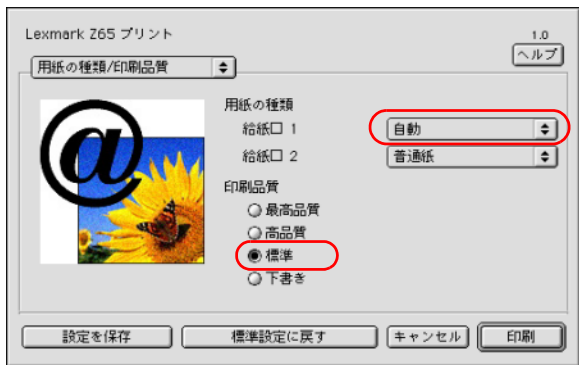 Lexmark Z65 プリント
1.0
ヘルプ
用紙の種類/印刷品質
@
用紙の種類
給紙口 1 自動
給紙口 2 普通紙
印刷品質
最高品質
高品質
標準
下書き
設定を保存 標準設定に戻す キャンセル 印刷